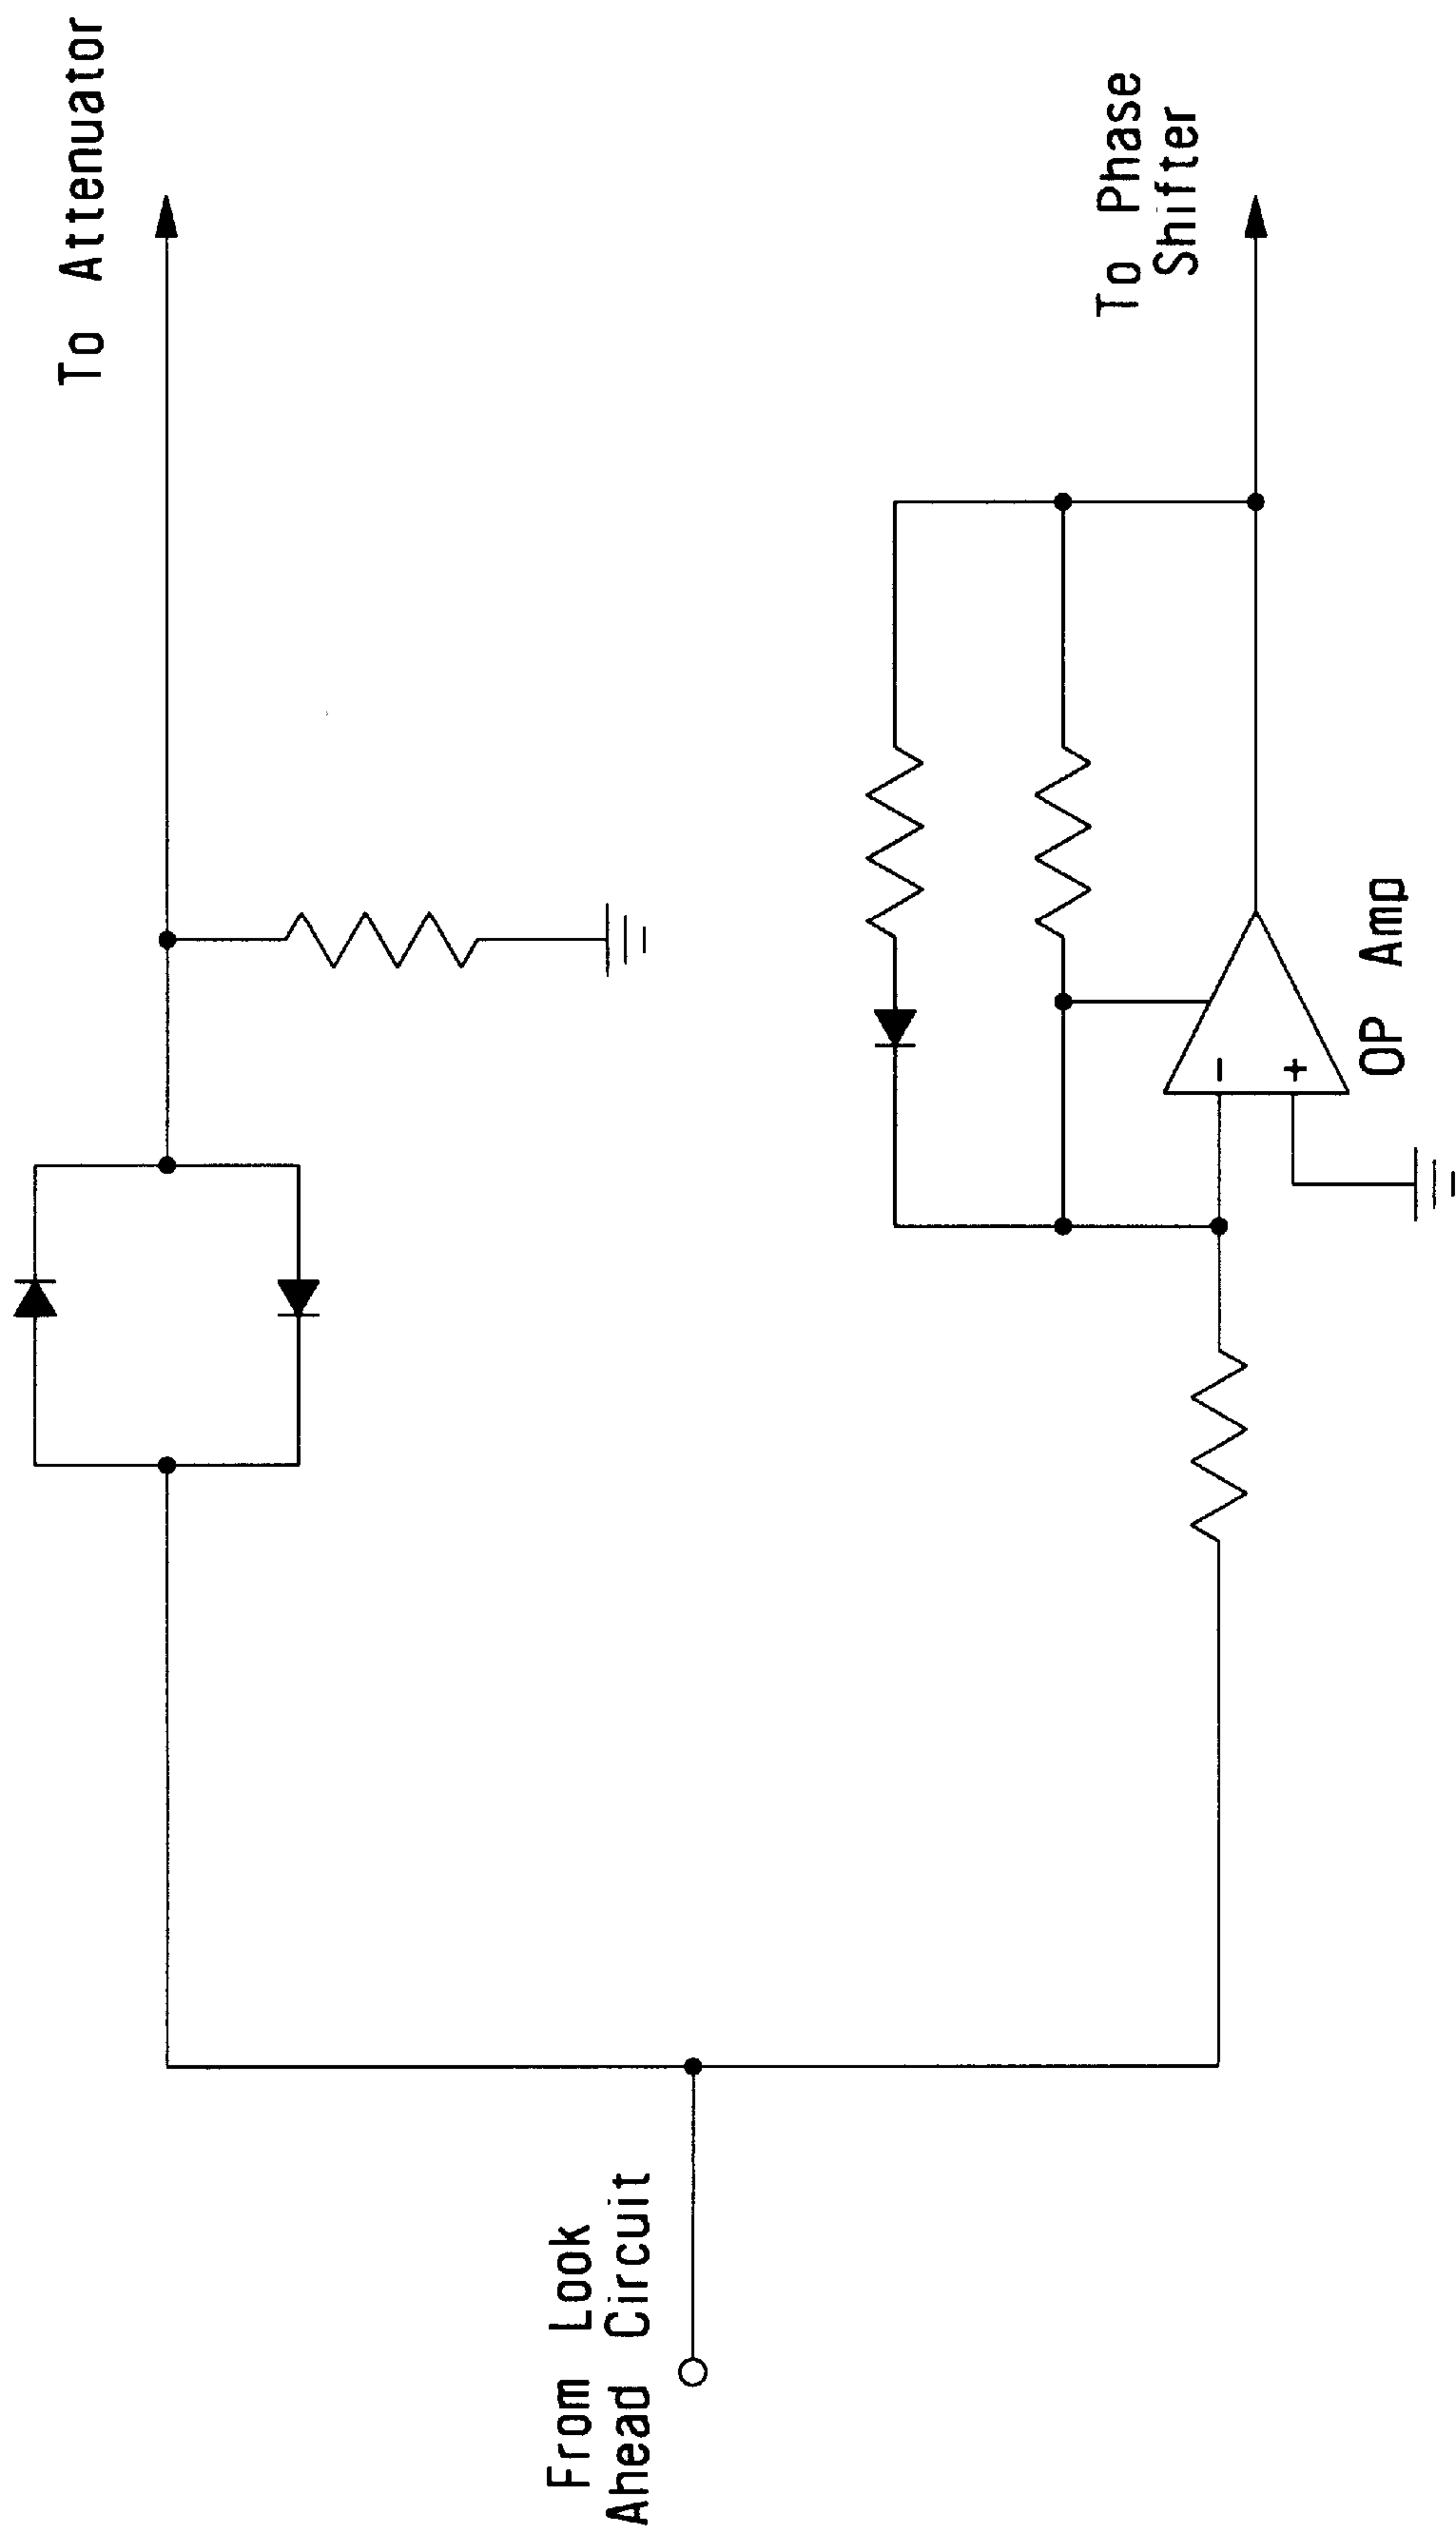 From Look
Ahead Circuit
To Attenuator
To Phase
Shifter
-
+
OP Amp